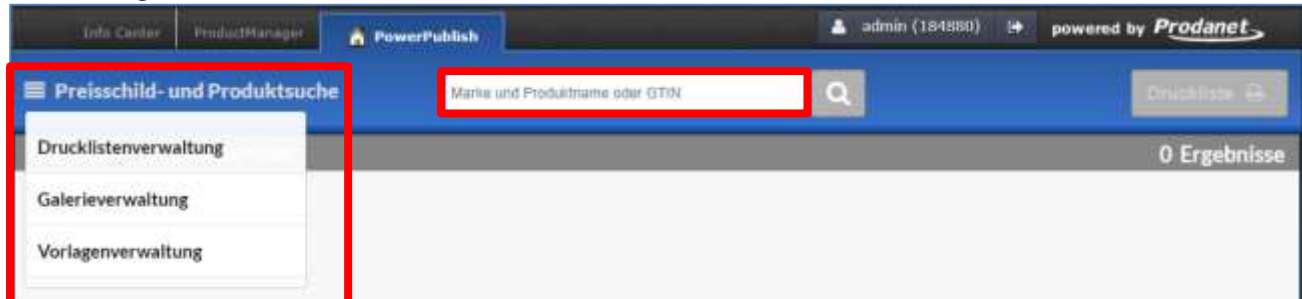 Info Center
ProductManager
PowerPublish
admin (184880)
powered by Prodanet
Preisschild- und Produktsuche
Marke und Produktname oder GTIN
Druckliste
Drucklistenverwaltung
0 Ergebnisse
Galerieverwaltung
Vorlagenverwaltung